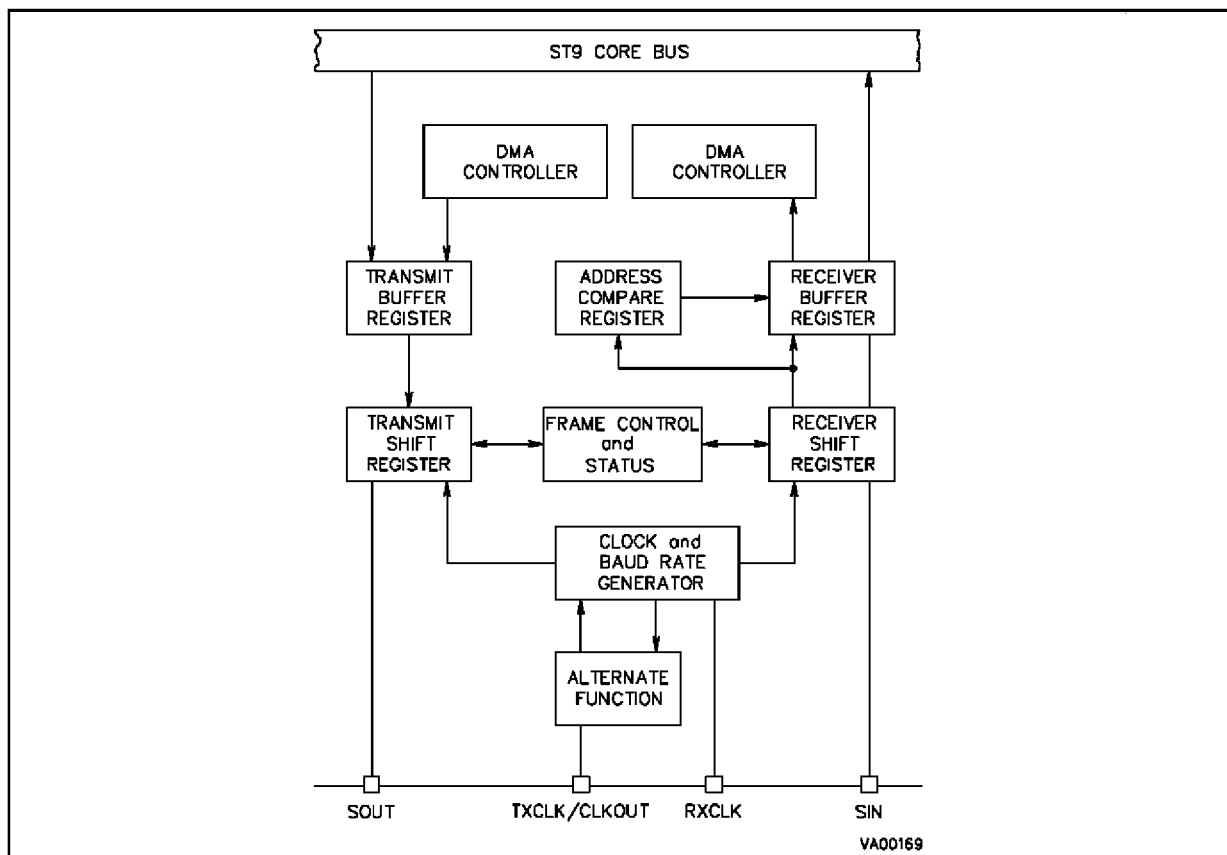 ST9 CORE BUS
DMA
CONTROLLER
DMA
CONTROLLER
TRANSMIT
BUFFER
REGISTER
ADDRESS
COMPARE
REGISTER
RECEIVER
BUFFER
REGISTER
TRANSMIT
SHIFT
REGISTER
FRAME CONTROL
and
STATUS
RECEIVER
SHIFT
REGISTER
CLOCK and
BAUD RATE
GENERATOR
ALTERNATE
FUNCTION
SOUT
TXCLK/CLKOUT
RXCLK
SIN
VA00169